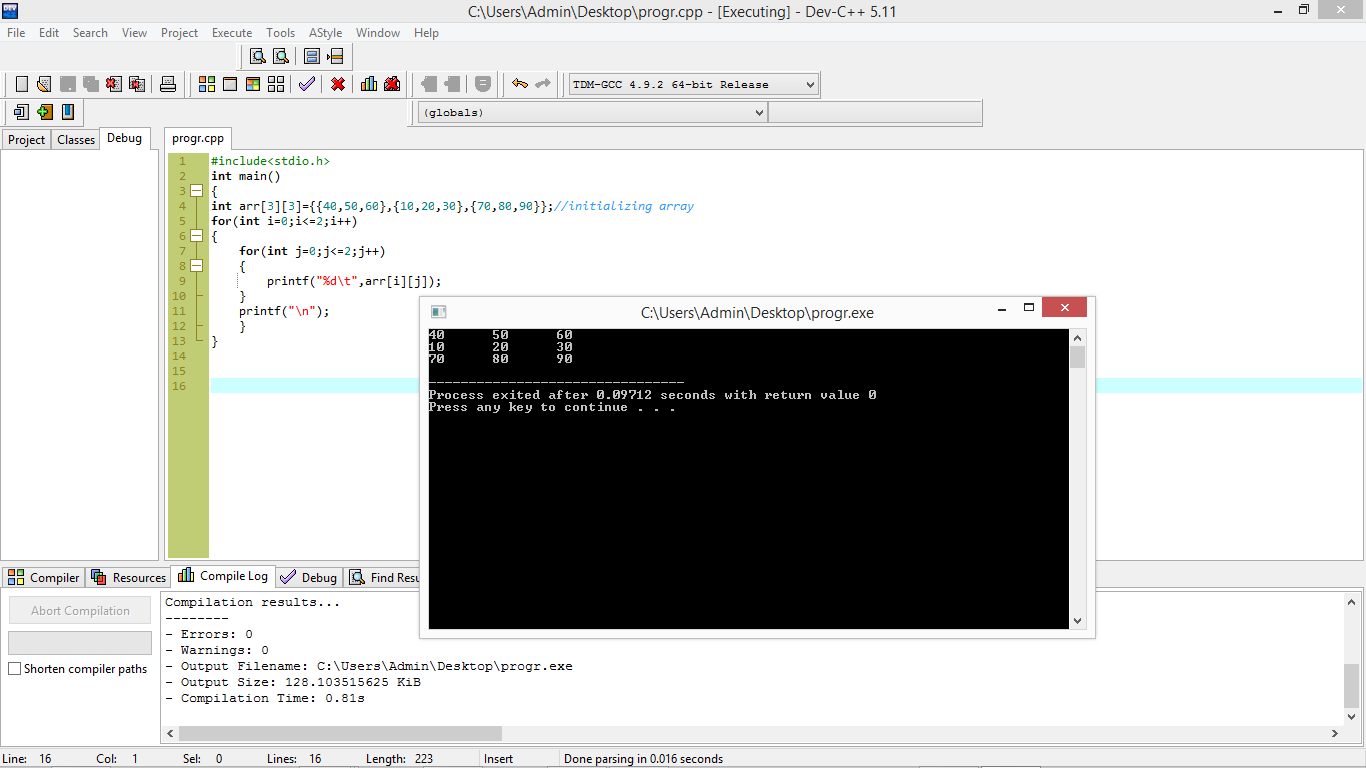 C:\Users\Admin\Desktop\progr.cpp - [Executing] - Dev-C++ 5.11
File Edit Search View Project Execute Tools AStyle Window Help
TDM-GCC 4.9.2 64-bit Release
(globals)
Project Classes Debug
progr.cpp
1 #include<stdio.h>
2 int main()
3 {
4 int arr[3][3]={{40,50,60},{10,20,30},{70,80,90}};//initializing array
5 for(int i=0;i<=2;i++)
6 {
7 for(int j=0;j<=2;j++)
8 {
9 printf("%d\t",arr[i][j]);
10 }
11 printf("\n");
12 }
13 }
14
15
16
C:\Users\Admin\Desktop\progr.exe
40 50 60
10 20 30
70 80 90
--------------------------------
Process exited after 0.09712 seconds with return value 0
Press any key to continue . . .
Compiler Resources Compile Log Debug Find Resu
Abort Compilation
Shorten compiler paths
Compilation results...
--------
- Errors: 0
- Warnings: 0
- Output Filename: C:\Users\Admin\Desktop\progr.exe
- Output Size: 128.103515625 KiB
- Compilation Time: 0.81s
Line: 16 Col: 1 Sel: 0 Lines: 16 Length: 223 Insert Done parsing in 0.016 seconds